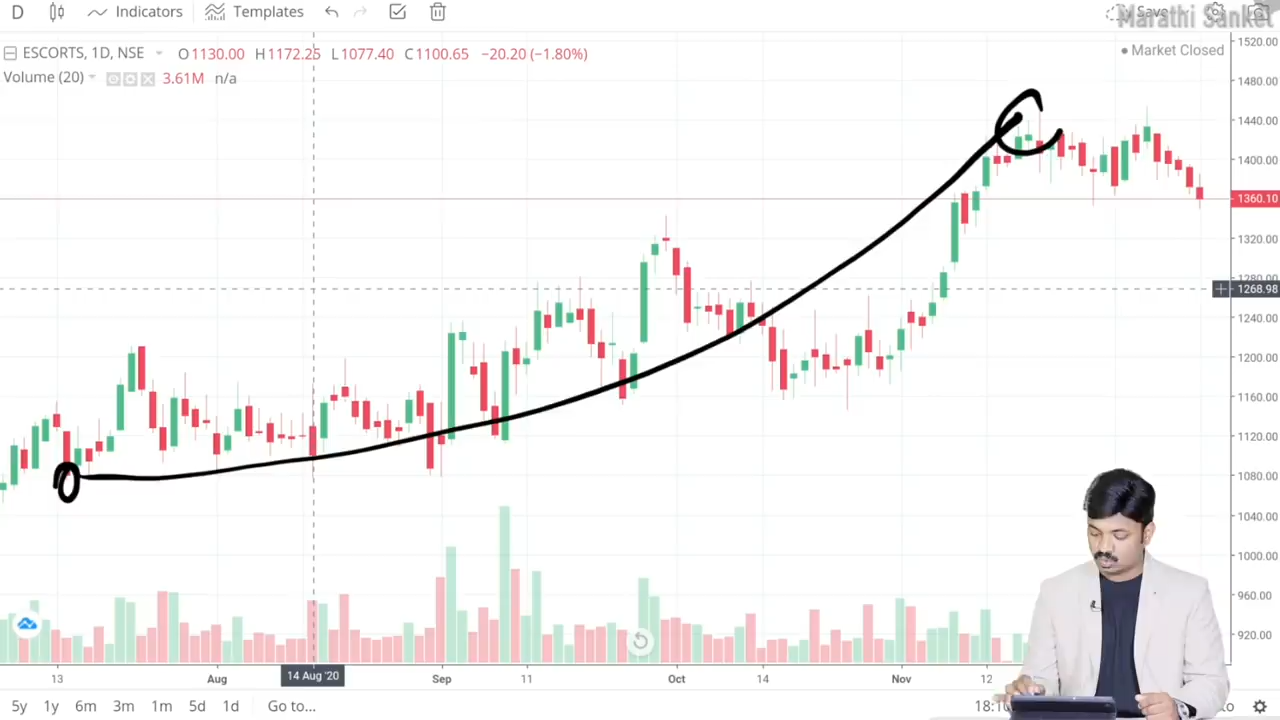 D Indicators Templates Save
Marathi Sanket
ESCORTS, 1D, NSE O1130.00 H1172.25 L1077.40 C1100.65 −20.20 (−1.80%)
Market Closed
Volume (20) 3.61M n/a
1520.00
1480.00
1440.00
1400.00
1360.10
1320.00
1280.00
1268.98
1240.00
1200.00
1160.00
1120.00
1080.00
1040.00
1000.00
960.00
920.00
13 Aug 14 Aug '20 Sep 11 Oct 14 Nov 12
5y 1y 6m 3m 1m 5d 1d Go to...